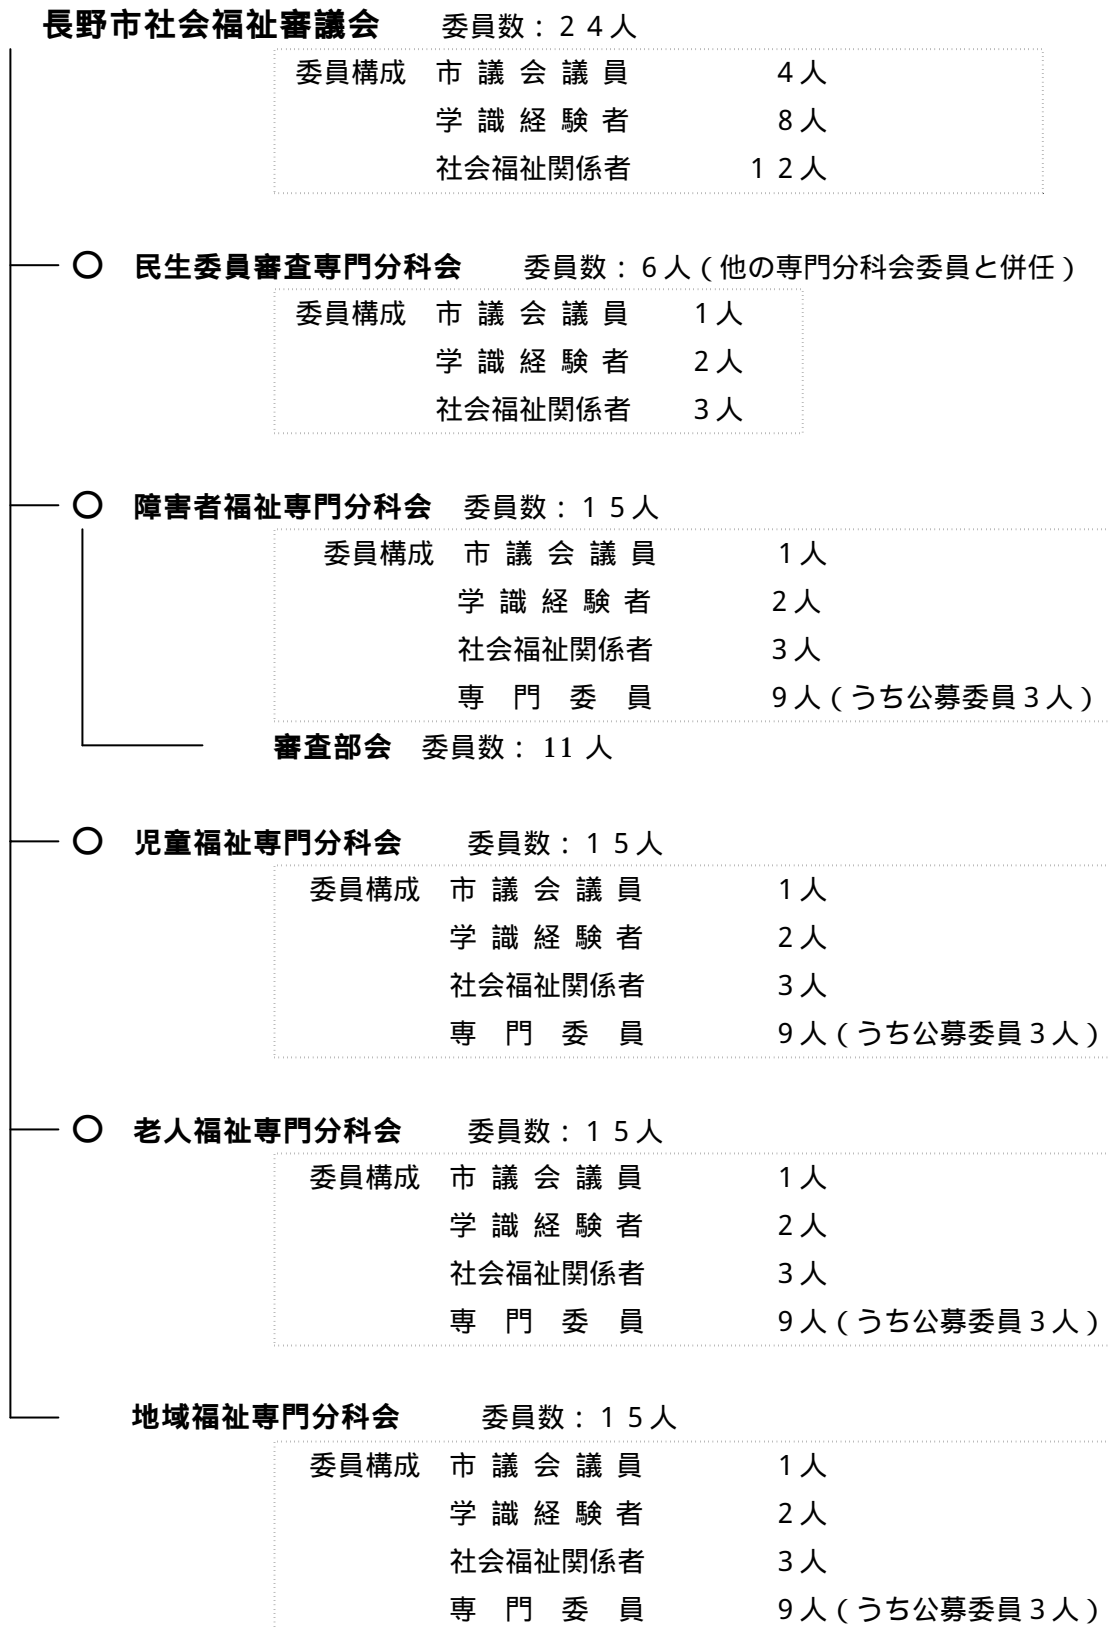 長野市社会福祉審議会 委員数：２４人
委員構成 市議会議員 ４人
学識経験者 ８人
社会福祉関係者 １２人
○ 民生委員審査専門分科会 委員数：６人（他の専門分科会委員と併任）
委員構成 市議会議員 １人
学識経験者 ２人
社会福祉関係者 ３人
○ 障害者福祉専門分科会 委員数：１５人
委員構成 市議会議員 １人
学識経験者 ２人
社会福祉関係者 ３人
専門委員 ９人（うち公募委員３人）
審査部会 委員数：11人
○ 児童福祉専門分科会 委員数：１５人
委員構成 市議会議員 １人
学識経験者 ２人
社会福祉関係者 ３人
専門委員 ９人（うち公募委員３人）
○ 老人福祉専門分科会 委員数：１５人
委員構成 市議会議員 １人
学識経験者 ２人
社会福祉関係者 ３人
専門委員 ９人（うち公募委員３人）
地域福祉専門分科会 委員数：１５人
委員構成 市議会議員 １人
学識経験者 ２人
社会福祉関係者 ３人
専門委員 ９人（うち公募委員３人）